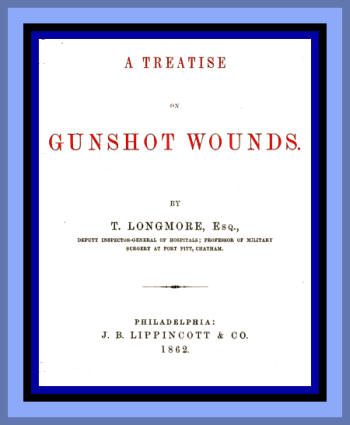 A TREATISE
ON
GUNSHOT WOUNDS.
BY
T. LONGMORE, ESQ.,
DEPUTY INSPECTOR-GENERAL OF HOSPITALS; PROFESSOR OF MILITARY
SURGERY AT FORT PITT, CHATHAM.
PHILADELPHIA:
J. B. LIPPINCOTT & CO.
1862.